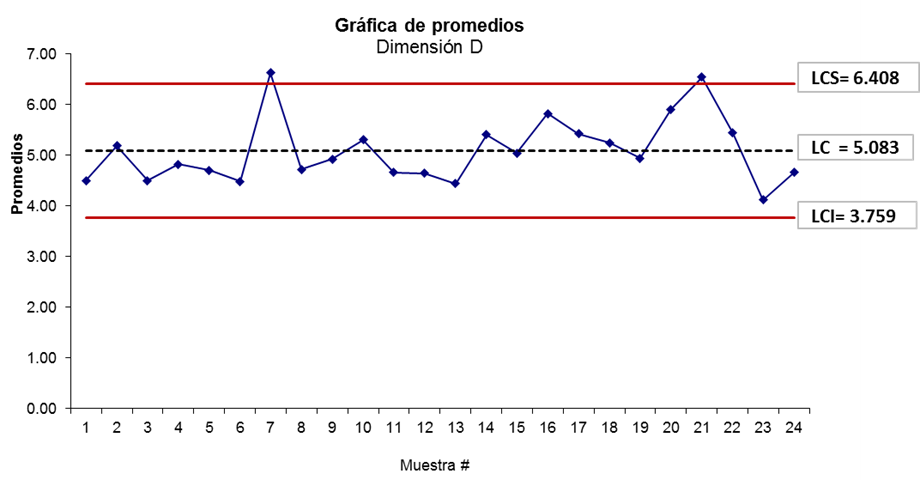 Gráfica de promedios
Dimensión D
7.00
6.00
5.00
4.00
3.00
2.00
1.00
0.00
Promedios
LCS= 6.408
LC = 5.083
LCI= 3.759
1 2 3 4 5 6 7 8 9 10 11 12 13 14 15 16 17 18 19 20 21 22 23 24
Muestra #